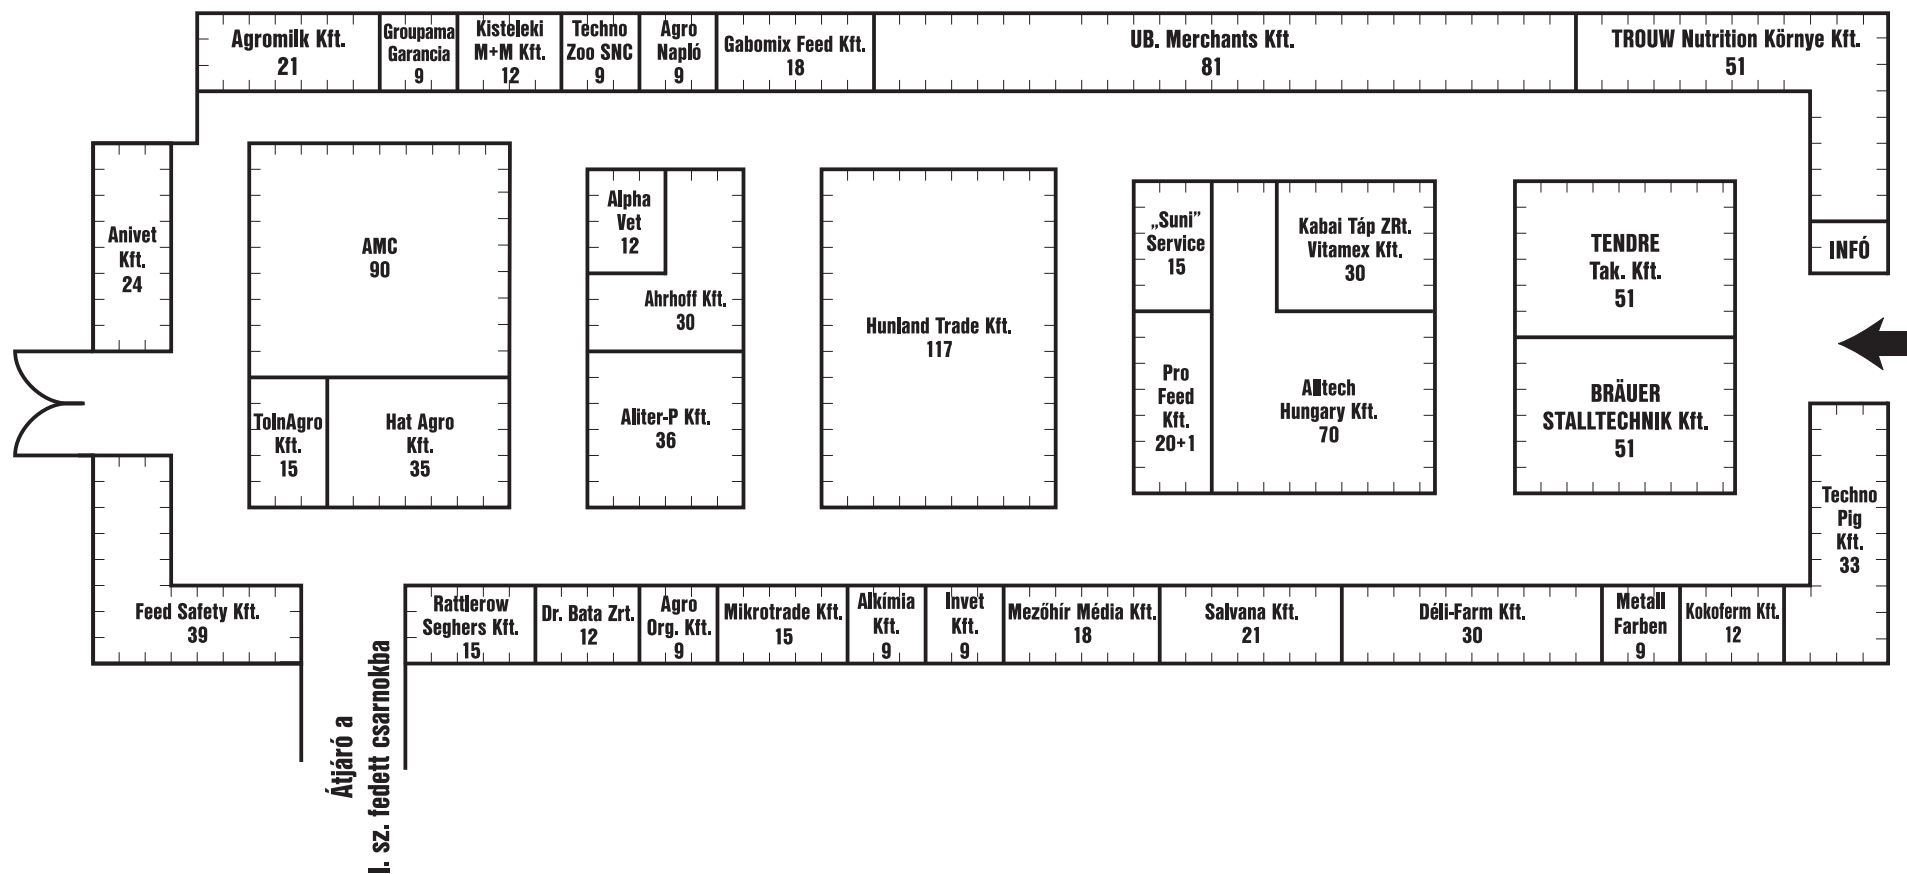 Agromilk Kft.
21
Groupama
Garancia
9
Kisteleki
M+M Kft.
12
Techno
Zoo SNC
9
Agro
Napló
9
Gabomix Feed Kft.
18
UB. Merchants Kft.
81
TROUW Nutrition Környe Kft.
51
Anivet
Kft.
24
AMC
90
Alpha
Vet
12
Ahrhoff Kft.
30
Hunland Trade Kft.
117
„Suni”
Service
15
Kabai Táp ZRt.
Vitamex Kft.
30
TENDRE
Tak. Kft.
51
INFÓ
TolnAgro
Kft.
15
Hat Agro
Kft.
35
Aliter-P Kft.
36
Pro
Feed
Kft.
20+1
Alltech
Hungary Kft.
70
BRÄUER
STALLTECHNIK Kft.
51
Techno
Pig
Kft.
33
Feed Safety Kft.
39
Rattlerow
Seghers Kft.
15
Dr. Bata Zrt.
12
Agro
Org. Kft.
9
Mikrotrade Kft.
15
Alkímia
Kft.
9
Invet
Kft.
9
Mezőhír Média Kft.
18
Salvana Kft.
21
Déli-Farm Kft.
30
Metall
Farben
9
Kokoferm Kft.
12
Átjáró a
I. sz. fedett csarnokba